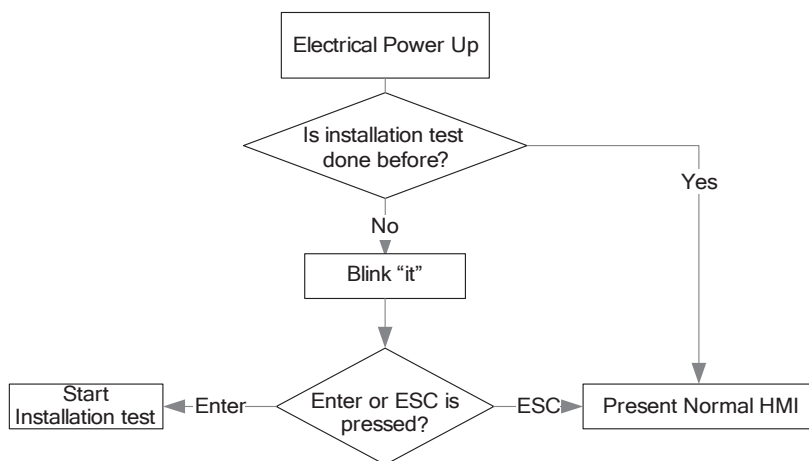 Electrical Power Up
Is installation test
done before?
Yes
No
Blink “it”
Start
Installation test
Enter
Enter or ESC is
pressed?
ESC
Present Normal HMI